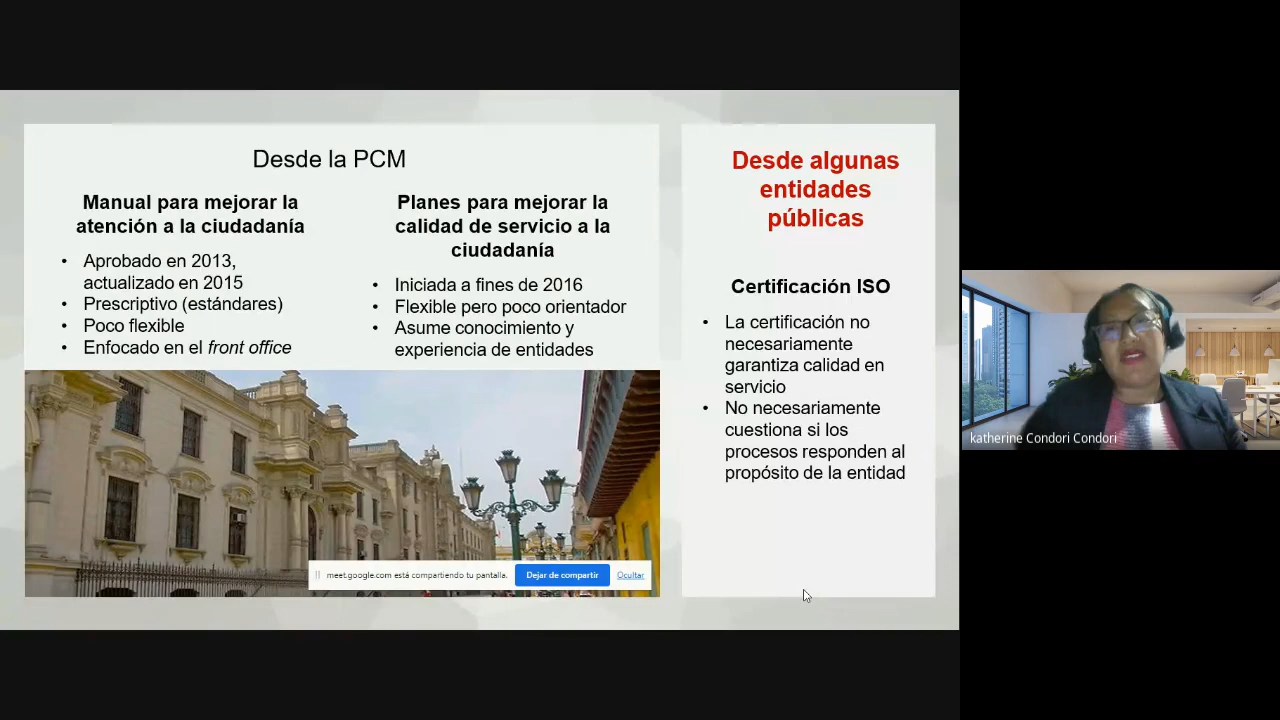 Desde la PCM
Manual para mejorar la
atención a la ciudadanía
• Aprobado en 2013,
actualizado en 2015
• Prescriptivo (estándares)
• Poco flexible
• Enfocado en el front office
Planes para mejorar la
calidad de servicio a la
ciudadanía
• Iniciada a fines de 2016
• Flexible pero poco orientador
• Asume conocimiento y
experiencia de entidades
Desde algunas
entidades
públicas
Certificación ISO
• La certificación no
necesariamente
garantiza calidad en
servicio
• No necesariamente
cuestiona si los
procesos responden al
propósito de la entidad
meet.google.com está compartiendo tu pantalla.
Dejar de compartir
Ocultar
katherine Condori Condori